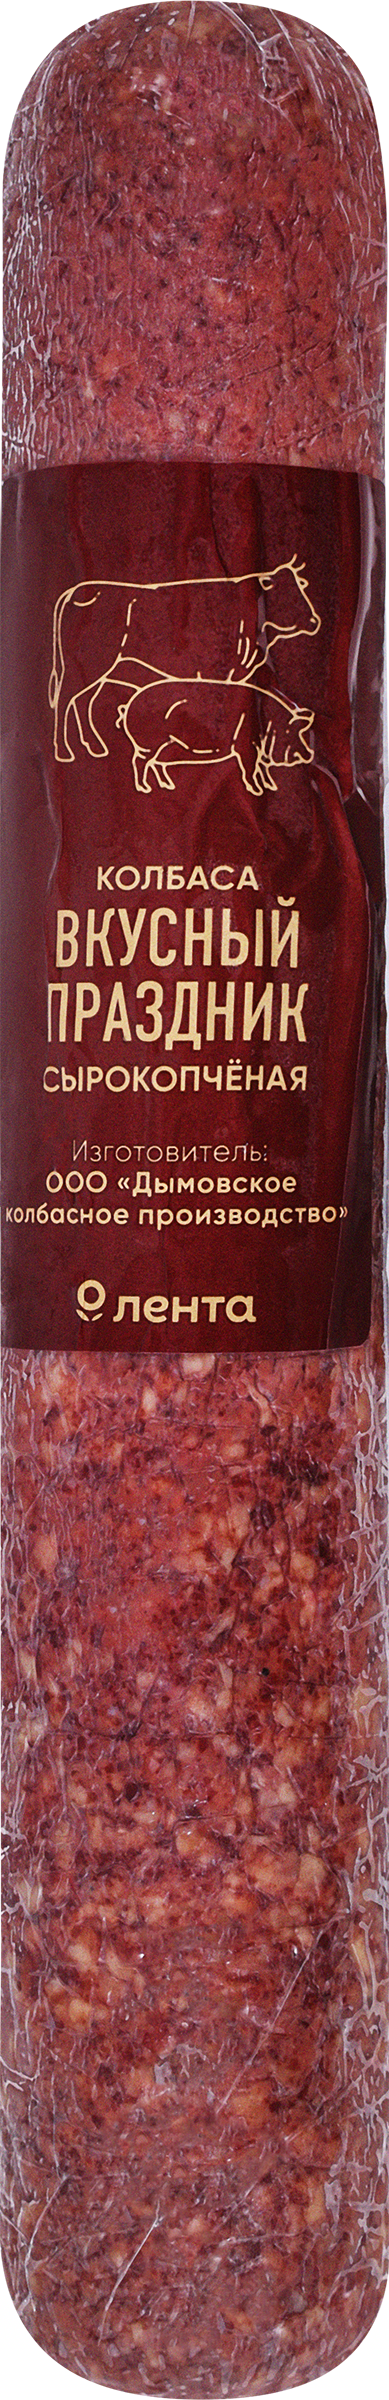 КОЛБАСА
ВКУСНЫЙ
ПРАЗДНИК
СЫРОКОПЧЁНАЯ
Изготовитель:
ООО «Дымовское
колбасное производство»
лента